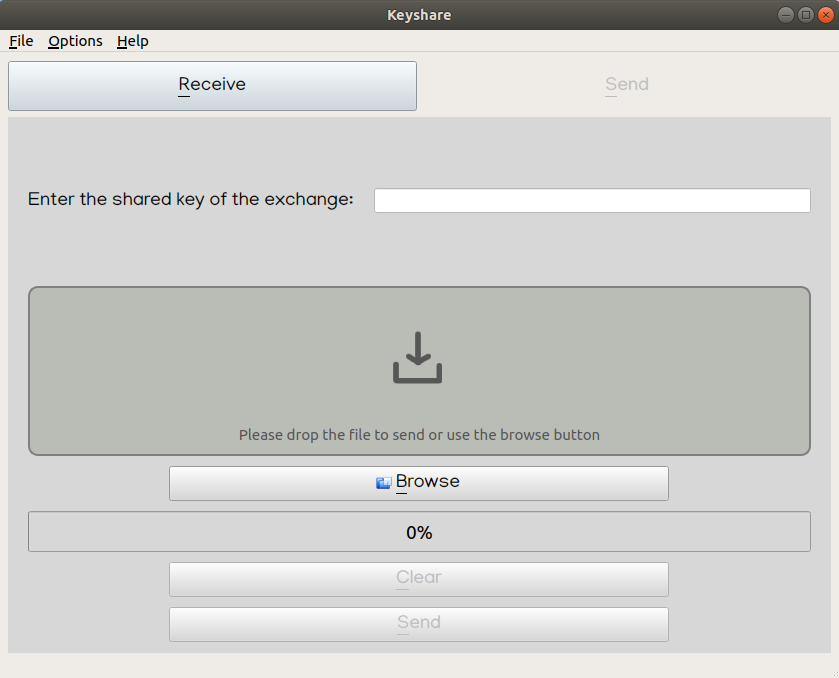 Keyshare
File Options Help
Receive
Send
Enter the shared key of the exchange:
Please drop the file to send or use the browse button
Browse
0%
Clear
Send